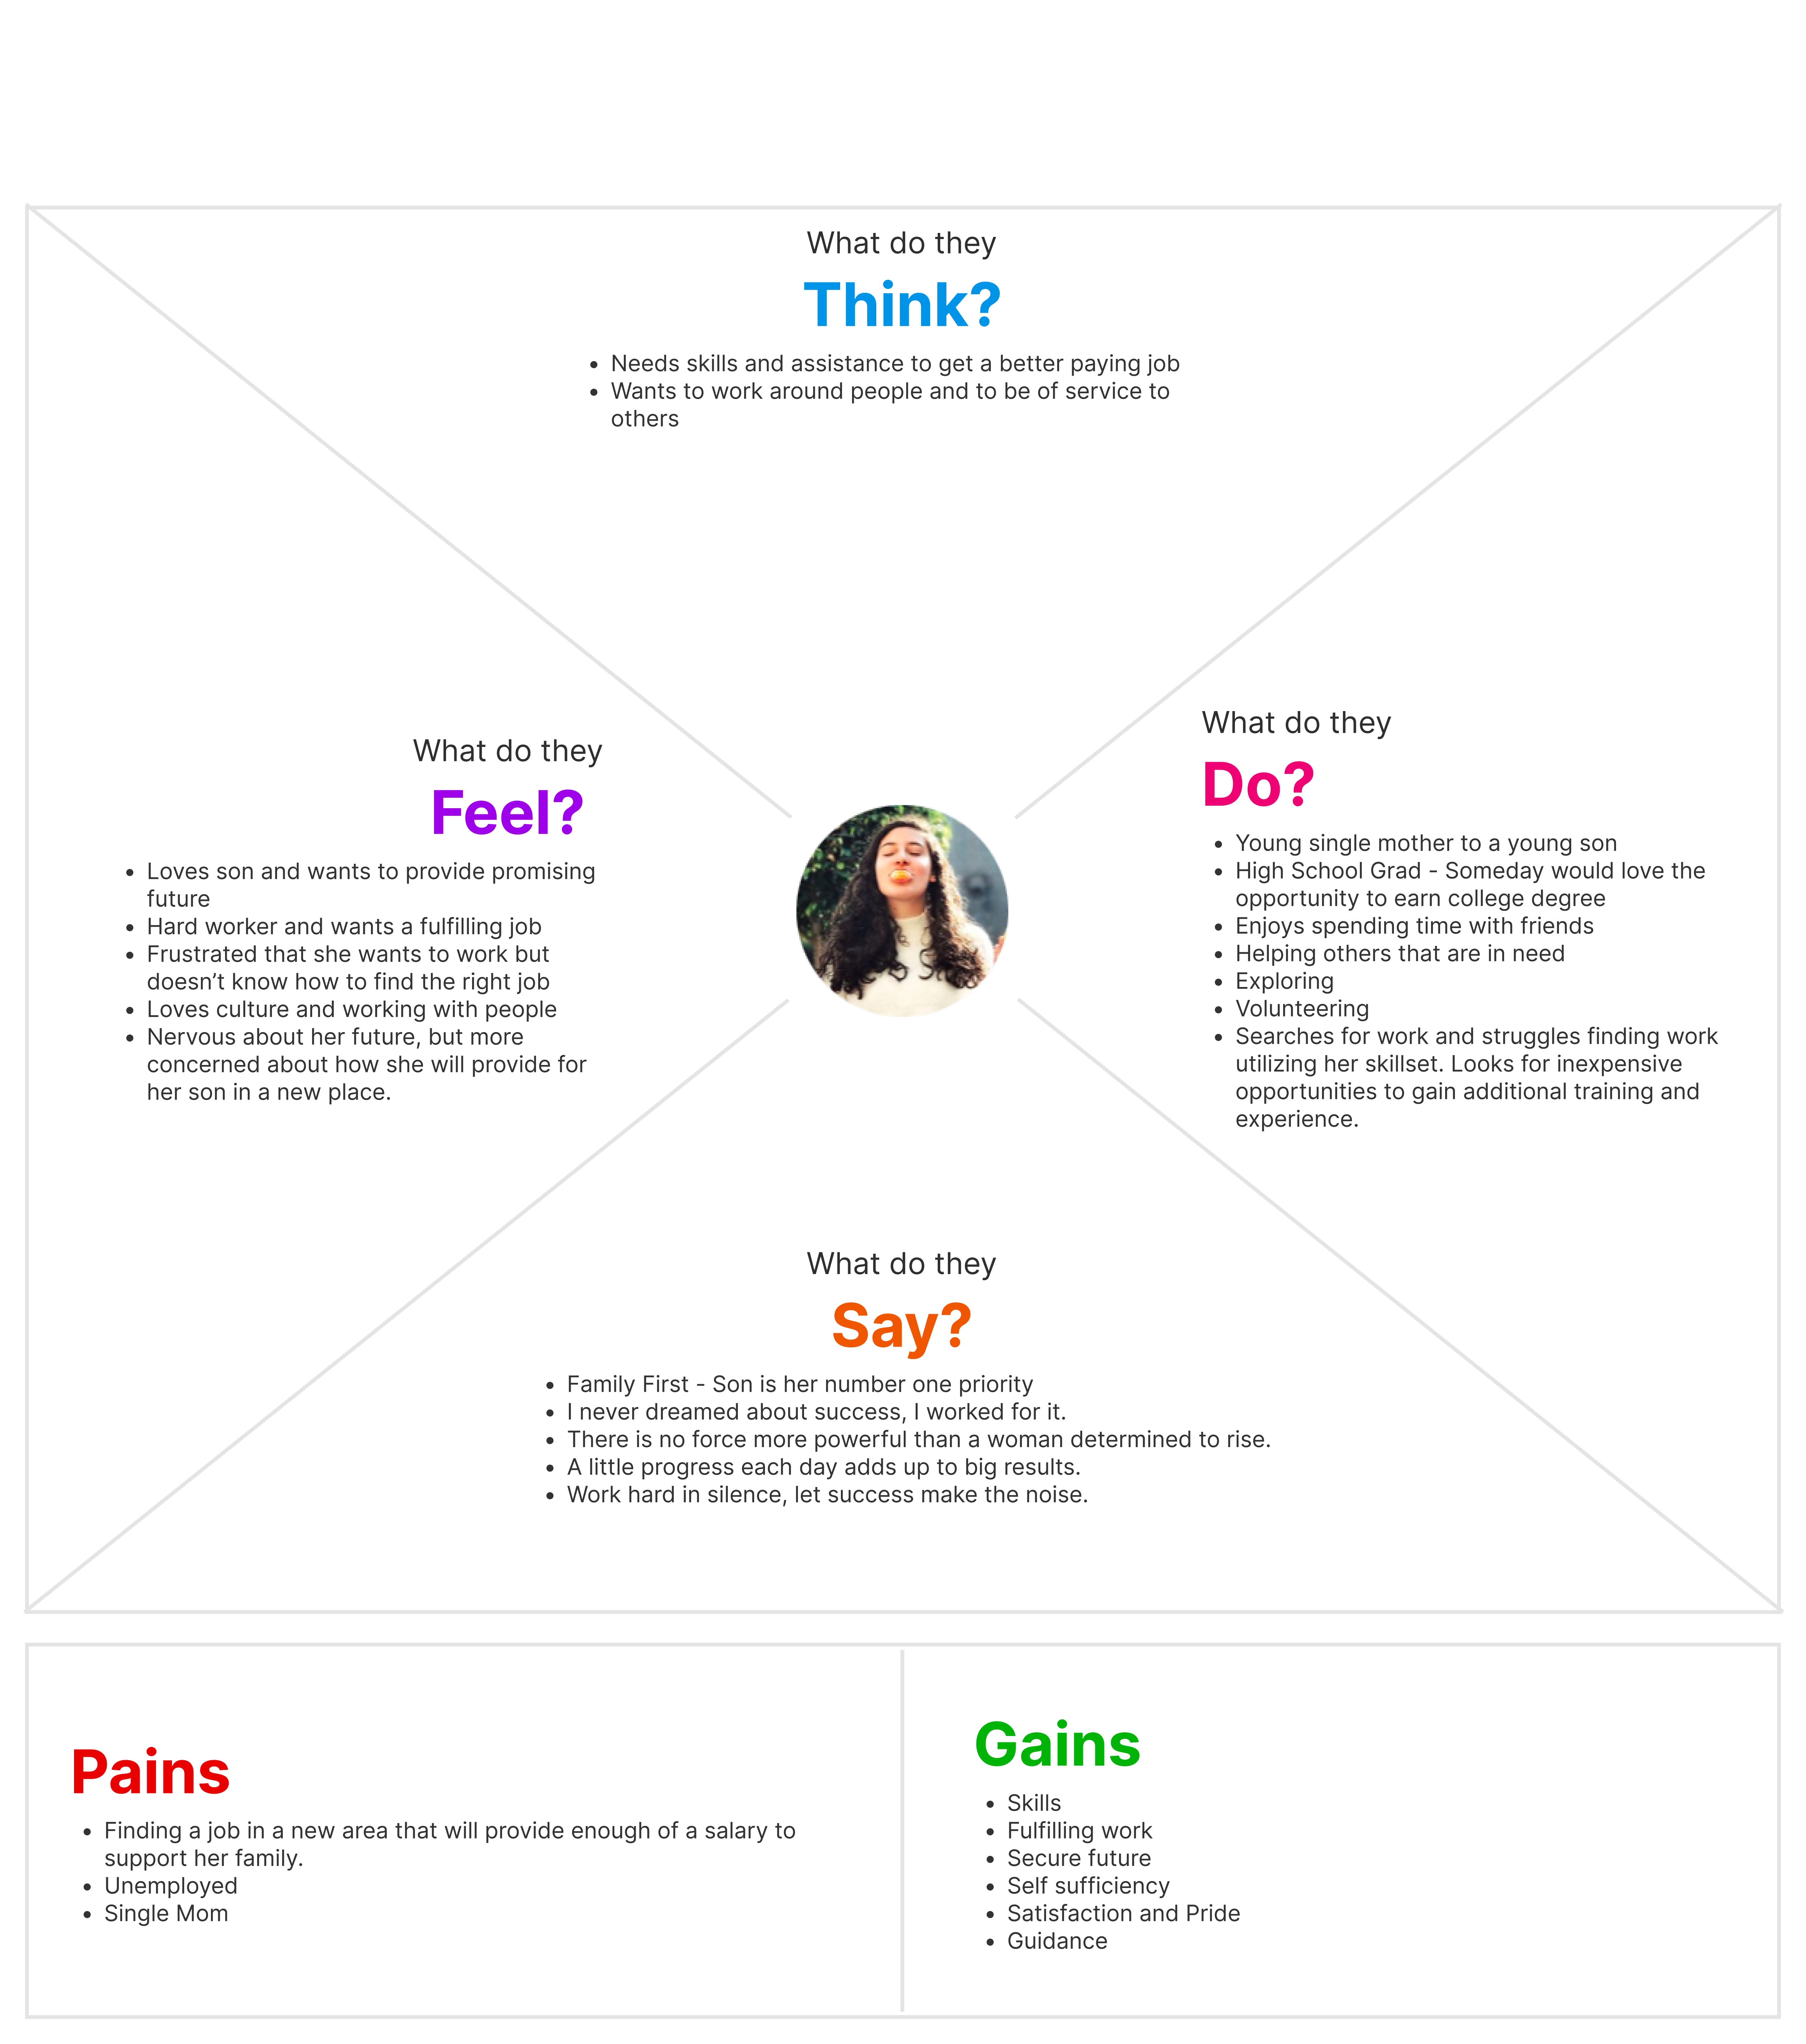 What do they
Think?
• Needs skills and assistance to get a better paying job
• Wants to work around people and to be of service to
others
What do they
Feel?
• Loves son and wants to provide promising
future
• Hard worker and wants a fulfilling job
• Frustrated that she wants to work but
doesn’t know how to find the right job
• Loves culture and working with people
• Nervous about her future, but more
concerned about how she will provide for
her son in a new place.
What do they
Do?
• Young single mother to a young son
• High School Grad - Someday would love the
opportunity to earn college degree
• Enjoys spending time with friends
• Helping others that are in need
• Exploring
• Volunteering
• Searches for work and struggles finding work
utilizing her skillset. Looks for inexpensive
opportunities to gain additional training and
experience.
What do they
Say?
• Family First - Son is her number one priority
• I never dreamed about success, I worked for it.
• There is no force more powerful than a woman determined to rise.
• A little progress each day adds up to big results.
• Work hard in silence, let success make the noise.
Pains
• Finding a job in a new area that will provide enough of a salary to
support her family.
• Unemployed
• Single Mom
Gains
• Skills
• Fulfilling work
• Secure future
• Self sufficiency
• Satisfaction and Pride
• Guidance